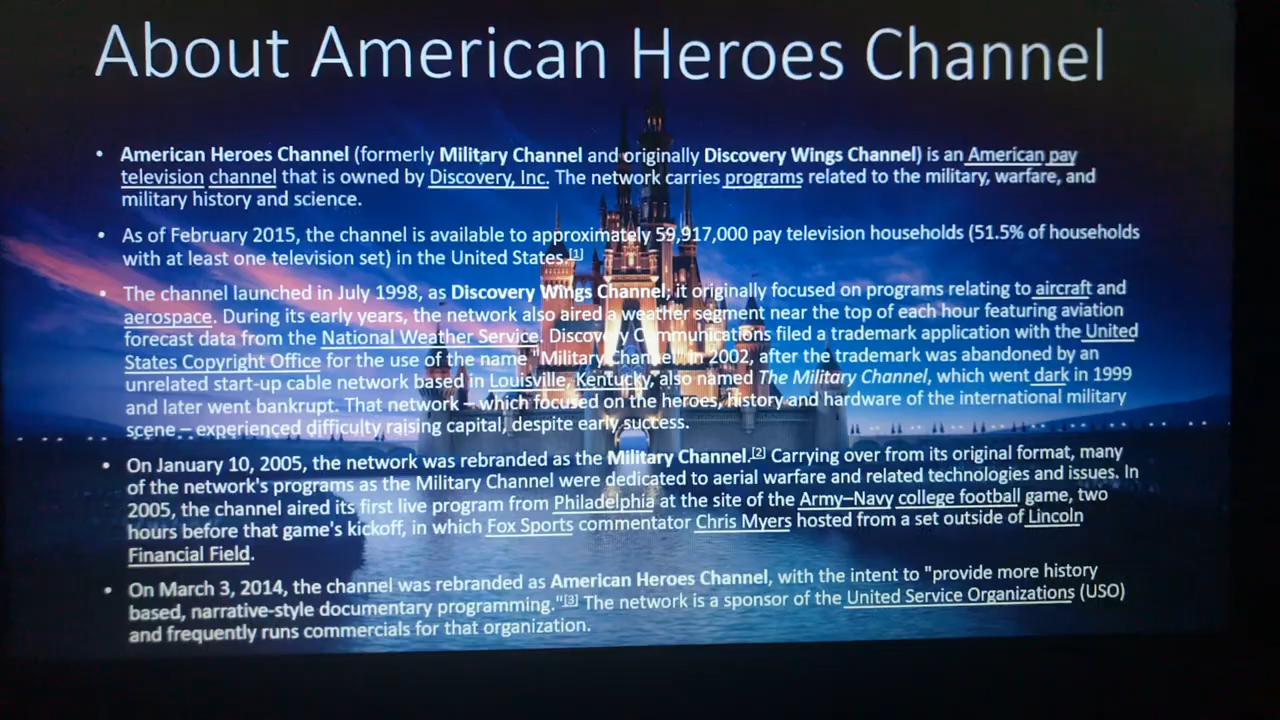 About American Heroes Channel
• American Heroes Channel (formerly Military Channel and originally Discovery Wings Channel) is an American pay
television channel that is owned by Discovery, Inc. The network carries programs related to the military, warfare, and
military history and science.
• As of February 2015, the channel is available to approximately 59,917,000 pay television households (51.5% of households
with at least one television set) in the United States.[1]
• The channel launched in July 1998, as Discovery Wings Channel; it originally focused on programs relating to aircraft and
aerospace. During its early years, the network also aired a weather segment near the top of each hour featuring aviation
forecast data from the National Weather Service. Discovery Communications filed a trademark application with the United
States Copyright Office for the use of the name "Military Channel" in 2002, after the trademark was abandoned by an
unrelated start-up cable network based in Louisville, Kentucky, also named The Military Channel, which went dark in 1999
and later went bankrupt. That network – which focused on the heroes, history and hardware of the international military
scene – experienced difficulty raising capital, despite early success.
• On January 10, 2005, the network was rebranded as the Military Channel.[2] Carrying over from its original format, many
of the network's programs as the Military Channel were dedicated to aerial warfare and related technologies and issues. In
2005, the channel aired its first live program from Philadelphia at the site of the Army–Navy college football game, two
hours before that game's kickoff, in which Fox Sports commentator Chris Myers hosted from a set outside of Lincoln
Financial Field.
• On March 3, 2014, the channel was rebranded as American Heroes Channel, with the intent to "provide more history
based, narrative-style documentary programming."[3] The network is a sponsor of the United Service Organizations (USO)
and frequently runs commercials for that organization.